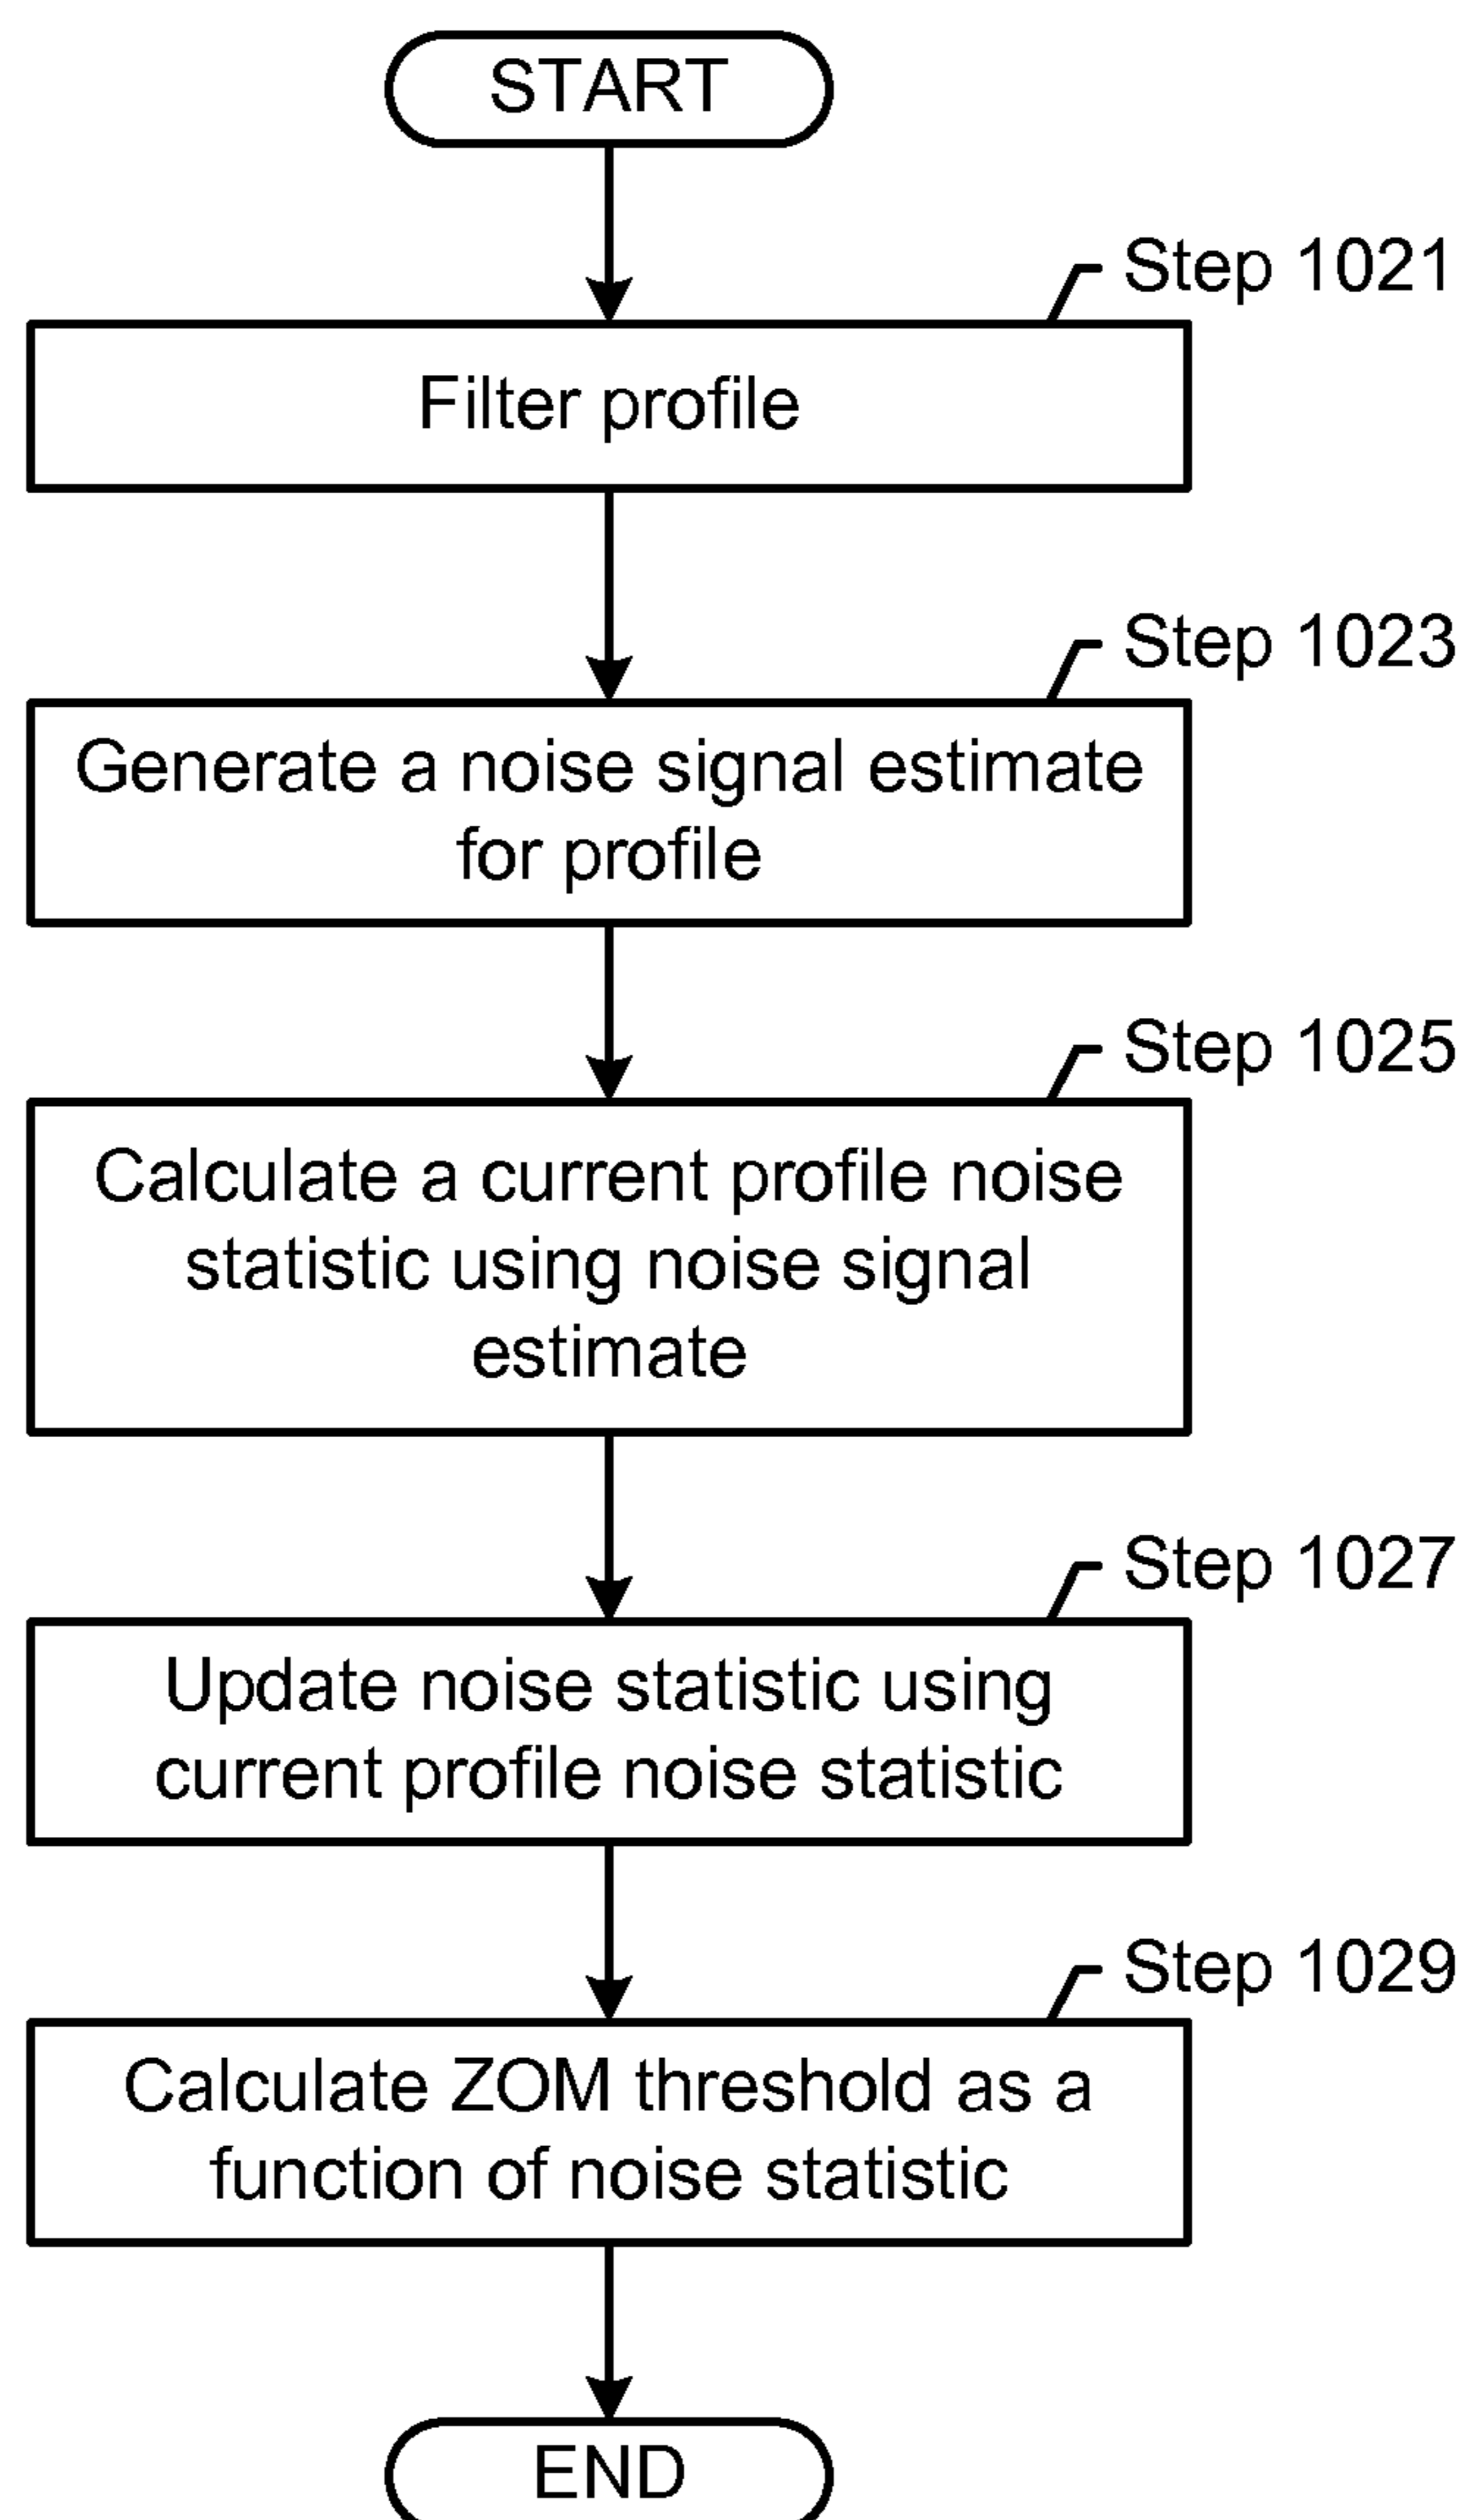 START
Step 1021
Filter profile
Step 1023
Generate a noise signal estimate
for profile
Step 1025
Calculate a current profile noise
statistic using noise signal
estimate
Step 1027
Update noise statistic using
current profile noise statistic
Step 1029
Calculate ZOM threshold as a
function of noise statistic
END